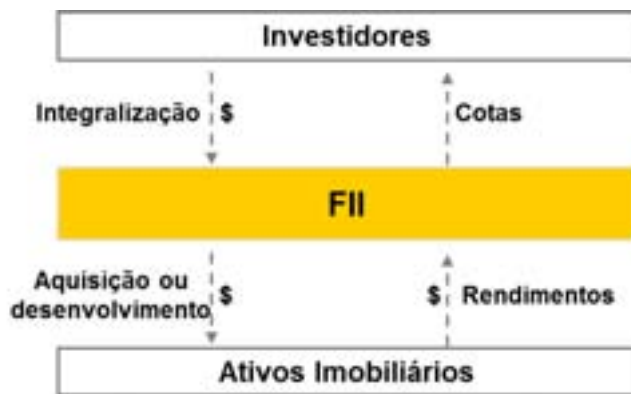 Investidores
Integralização $
Cotas
FII
Aquisição ou
desenvolvimento $
$ Rendimentos
Ativos Imobiliários